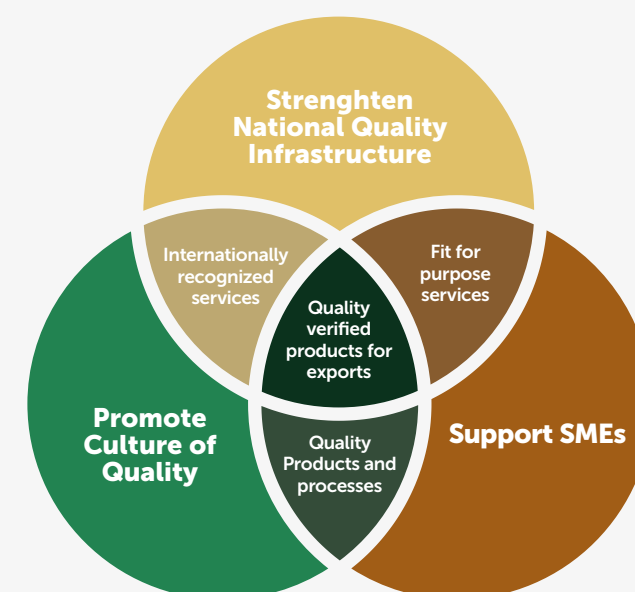 Strenghten
National Quality
Infrastructure
Internationally
recognized
services
Fit for
purpose
services
Quality
verified
products for
exports
Promote
Culture of
Quality
Support SMEs
Quality
Products and
processes